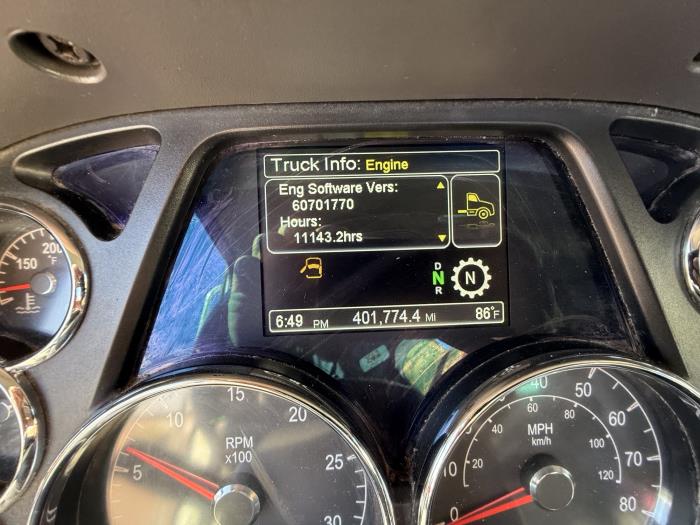 Truck Info: Engine
Eng Software Vers:
60701770
Hours:
11143.2hrs
D
N
R
N
6:49 PM 401,774.4 MI 86°F
150
200
°F
5
10
15
20
25
30
RPM
x100
40
50
60
70
80
80
MPH
km/h
20
40
60
80
100
120